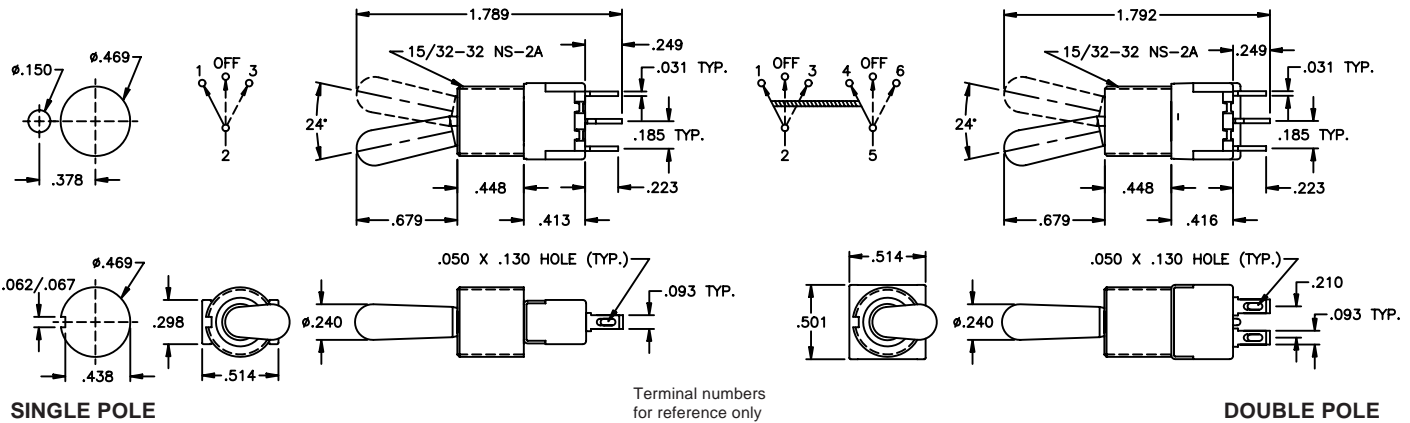 1.789
15/32-32 NS-2A
.249
.031 TYP.
ø.469
ø.150
1 OFF 3
2
24°
.185 TYP.
.378
.448
.223
.679
.413
1.792
15/32-32 NS-2A
.249
.031 TYP.
1 OFF 3 4 OFF 6
2 5
24°
.185 TYP.
.448
.223
.679
.416
ø.469
.062/.067
.438
.298
.514
ø.240
.050 X .130 HOLE (TYP.)
.093 TYP.
.514
.501
ø.240
.050 X .130 HOLE (TYP.)
.210
.093 TYP.
SINGLE POLE
Terminal numbers
for reference only
DOUBLE POLE